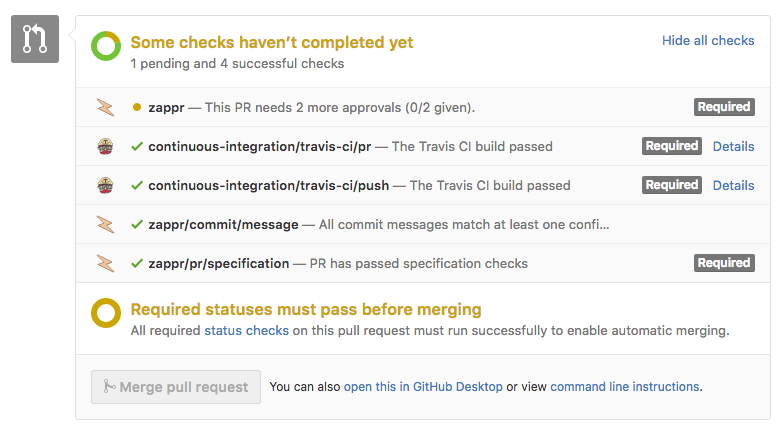 Some checks haven’t completed yet
Hide all checks
1 pending and 4 successful checks
zappr — This PR needs 2 more approvals (0/2 given). Required
continuous-integration/travis-ci/pr — The Travis CI build passed Required Details
continuous-integration/travis-ci/push — The Travis CI build passed Required Details
zappr/commit/message — All commit messages match at least one confi...
zappr/pr/specification — PR has passed specification checks Required
Required statuses must pass before merging
All required status checks on this pull request must run successfully to enable automatic merging.
Merge pull request You can also open this in GitHub Desktop or view command line instructions.